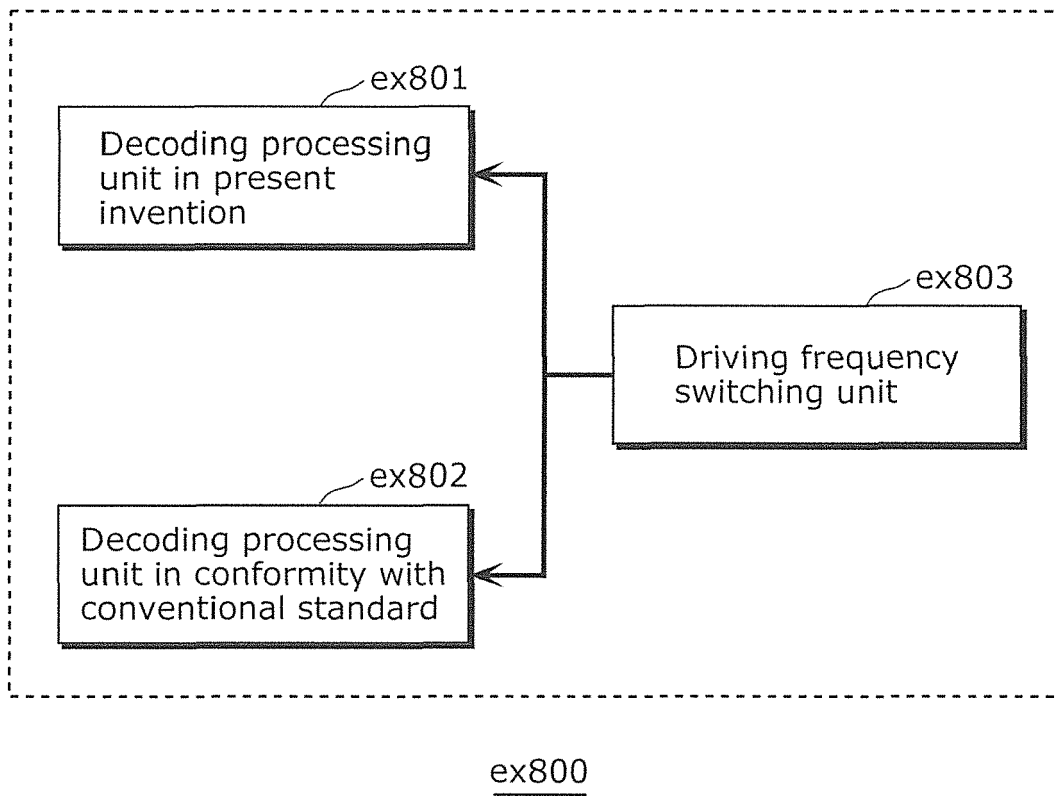 ex801
Decoding processing
unit in present
invention
ex803
Driving frequency
switching unit
ex802
Decoding processing
unit in conformity with
conventional standard
ex800